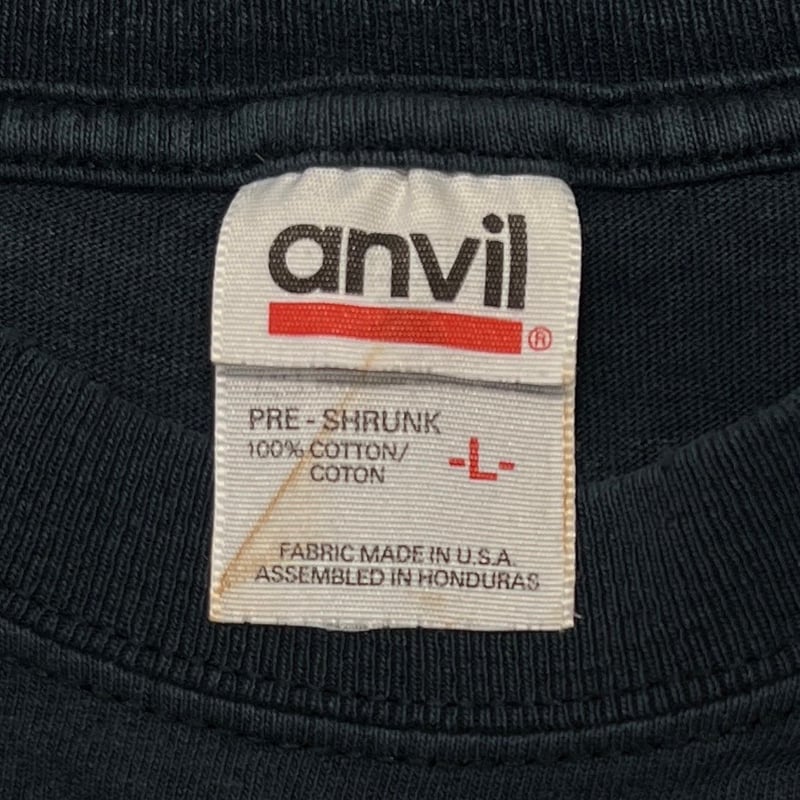 anvil
®
PRE - SHRUNK
100% COTTON/
COTON
-L-
FABRIC MADE IN U.S.A.
ASSEMBLED IN HONDURAS